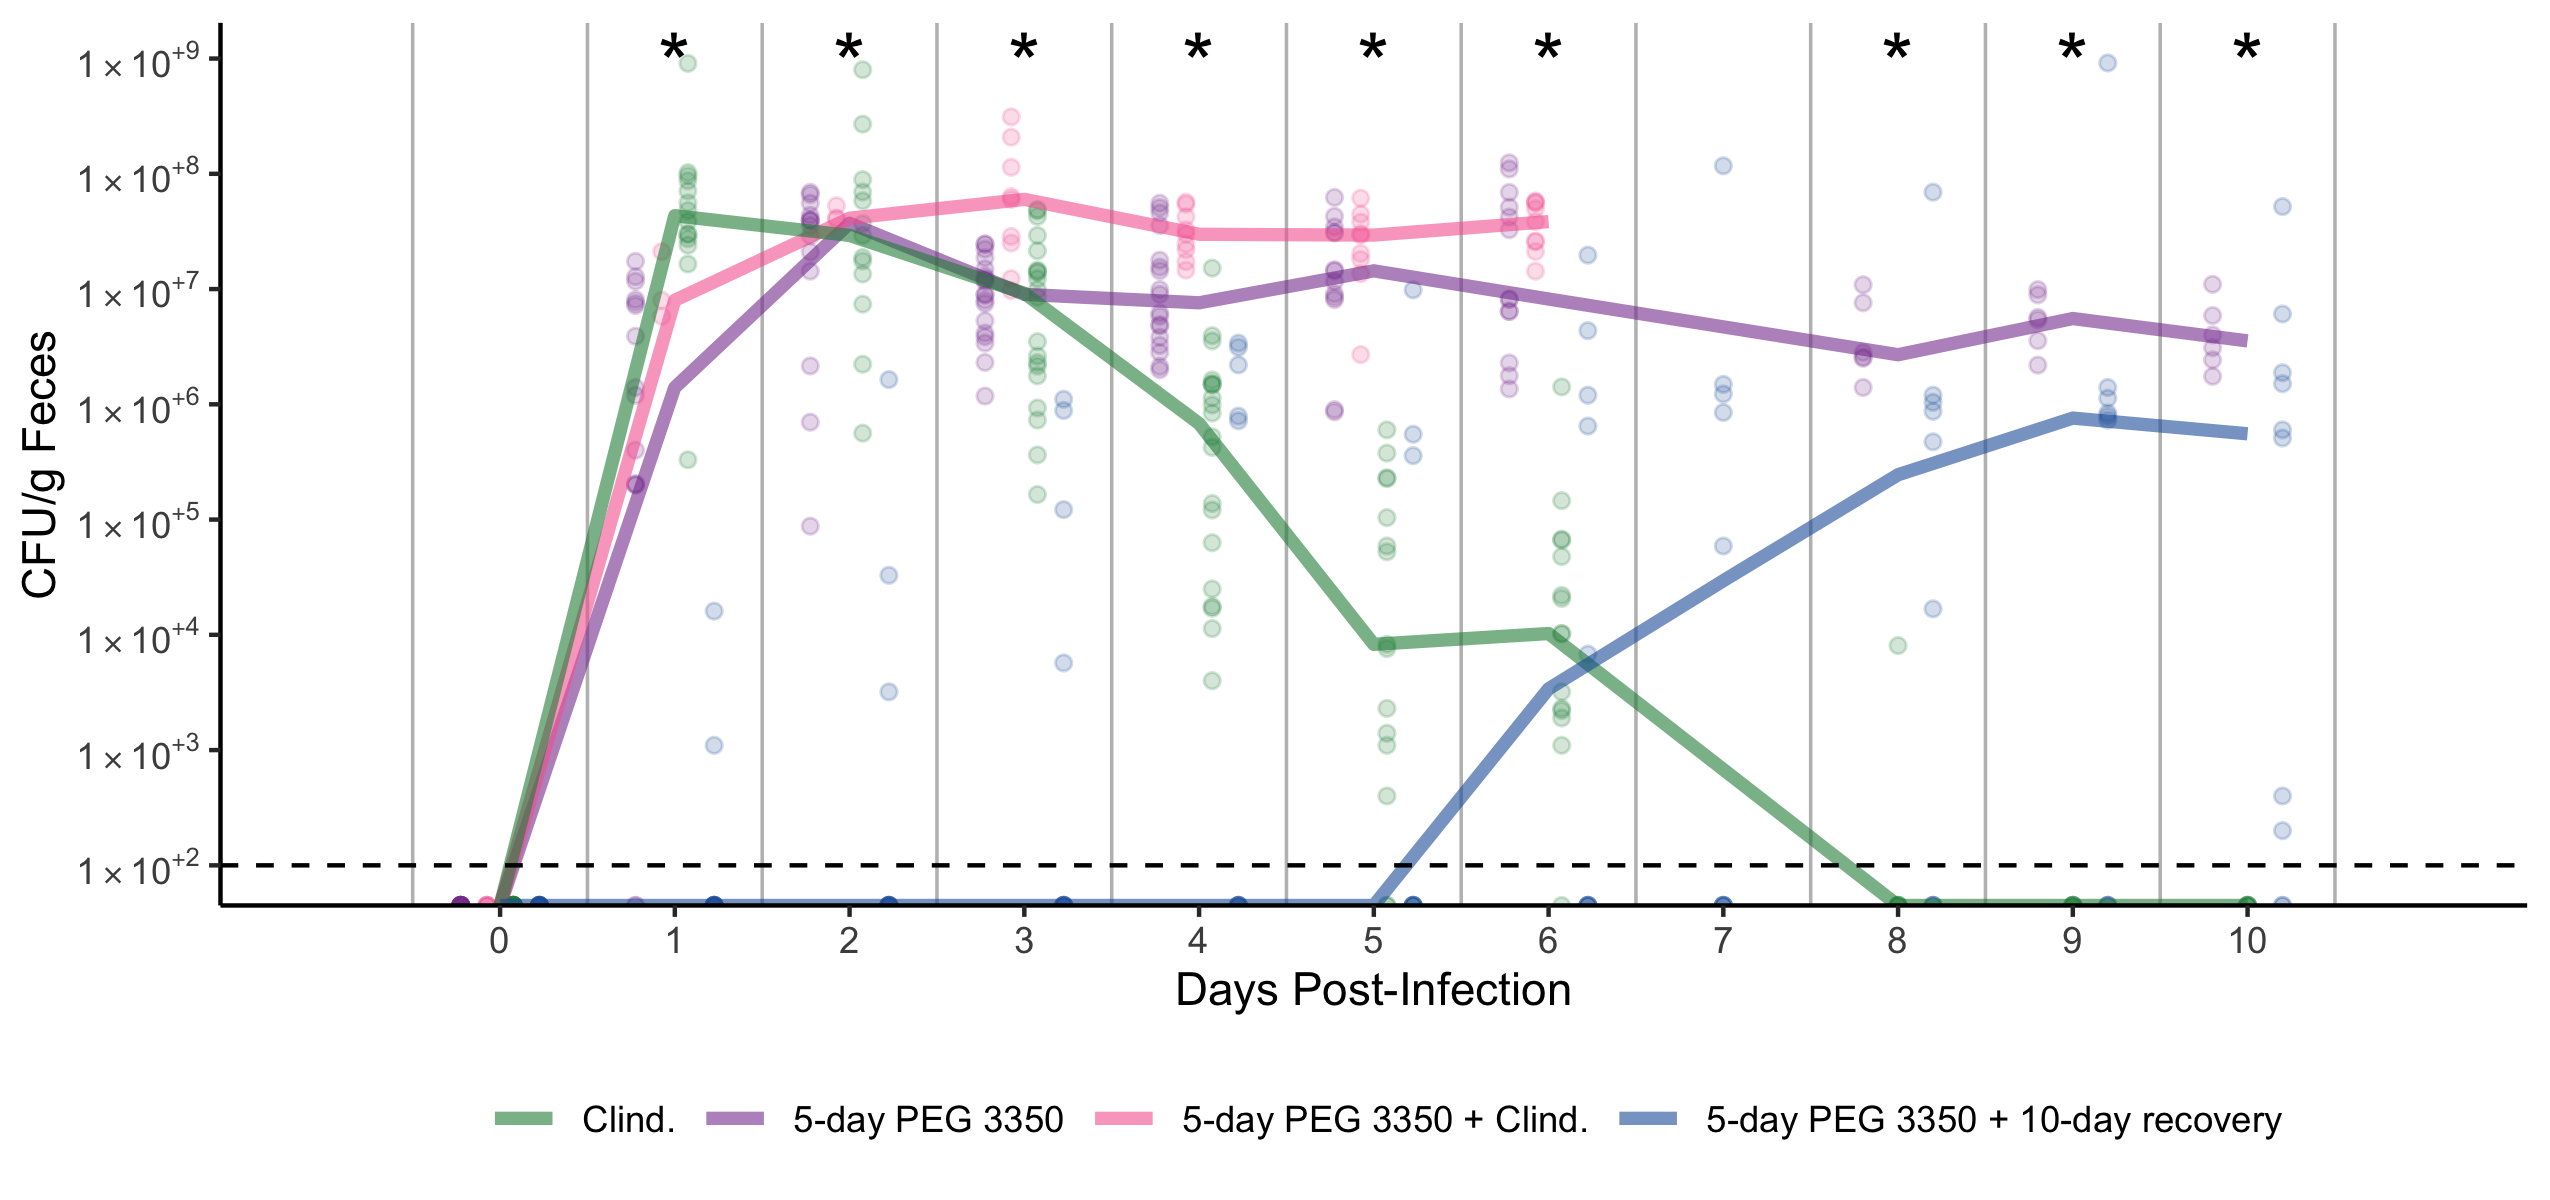 * * * * * * * * *
1 × 10+9
1 × 10+8
1 × 10+7
1 × 10+6
1 × 10+5
1 × 10+4
1 × 10+3
1 × 10+2
CFU/g Feces
0 1 2 3 4 5 6 7 8 9 10
Days Post-Infection
Clind. 5-day PEG 3350 5-day PEG 3350 + Clind. 5-day PEG 3350 + 10-day recovery